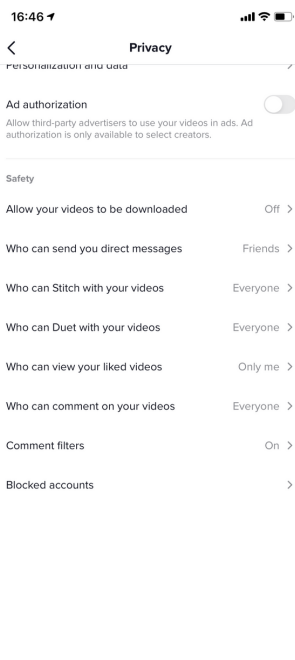 16:46
Privacy
Personalization and data
Ad authorization
Allow third-party advertisers to use your videos in ads. Ad
authorization is only available to select creators.
Safety
Allow your videos to be downloaded Off
Who can send you direct messages Friends
Who can Stitch with your videos Everyone
Who can Duet with your videos Everyone
Who can view your liked videos Only me
Who can comment on your videos Everyone
Comment filters On
Blocked accounts